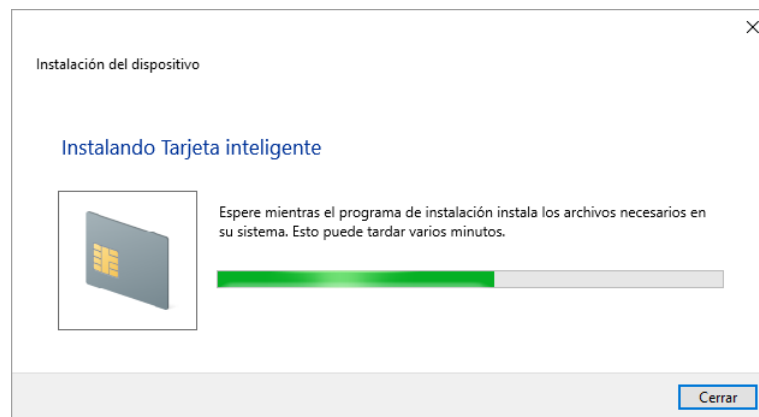 Instalación del dispositivo
Instalando Tarjeta inteligente
Espere mientras el programa de instalación instala los archivos necesarios en
su sistema. Esto puede tardar varios minutos.
Cerrar